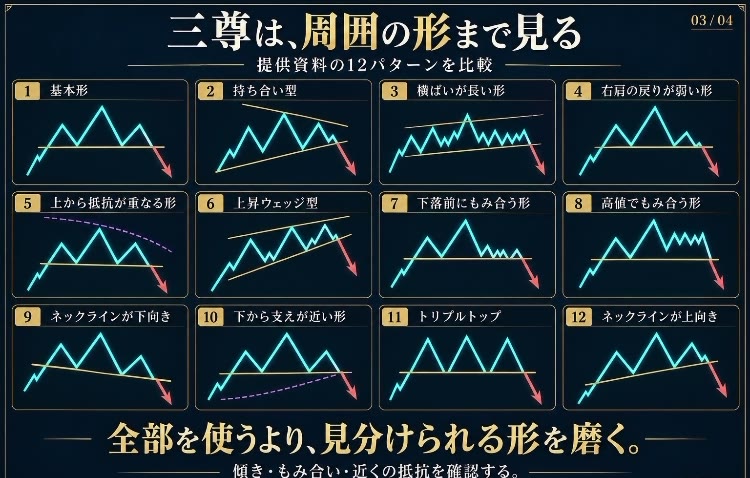 03/04
三尊は、周囲の形まで見る
提供資料の12パターンを比較
1 基本形
2 持ち合い型
3 横ばいが長い形
4 右肩の戻りが弱い形
5 上から抵抗が重なる形
6 上昇ウェッジ型
7 下落前にもみ合う形
8 高値でもみ合う形
9 ネックラインが下向き
10 下から支えが近い形
11 トリプルトップ
12 ネックラインが上向き
全部を使うより、見分けられる形を磨く。
傾き・もみ合い・近くの抵抗を確認する。